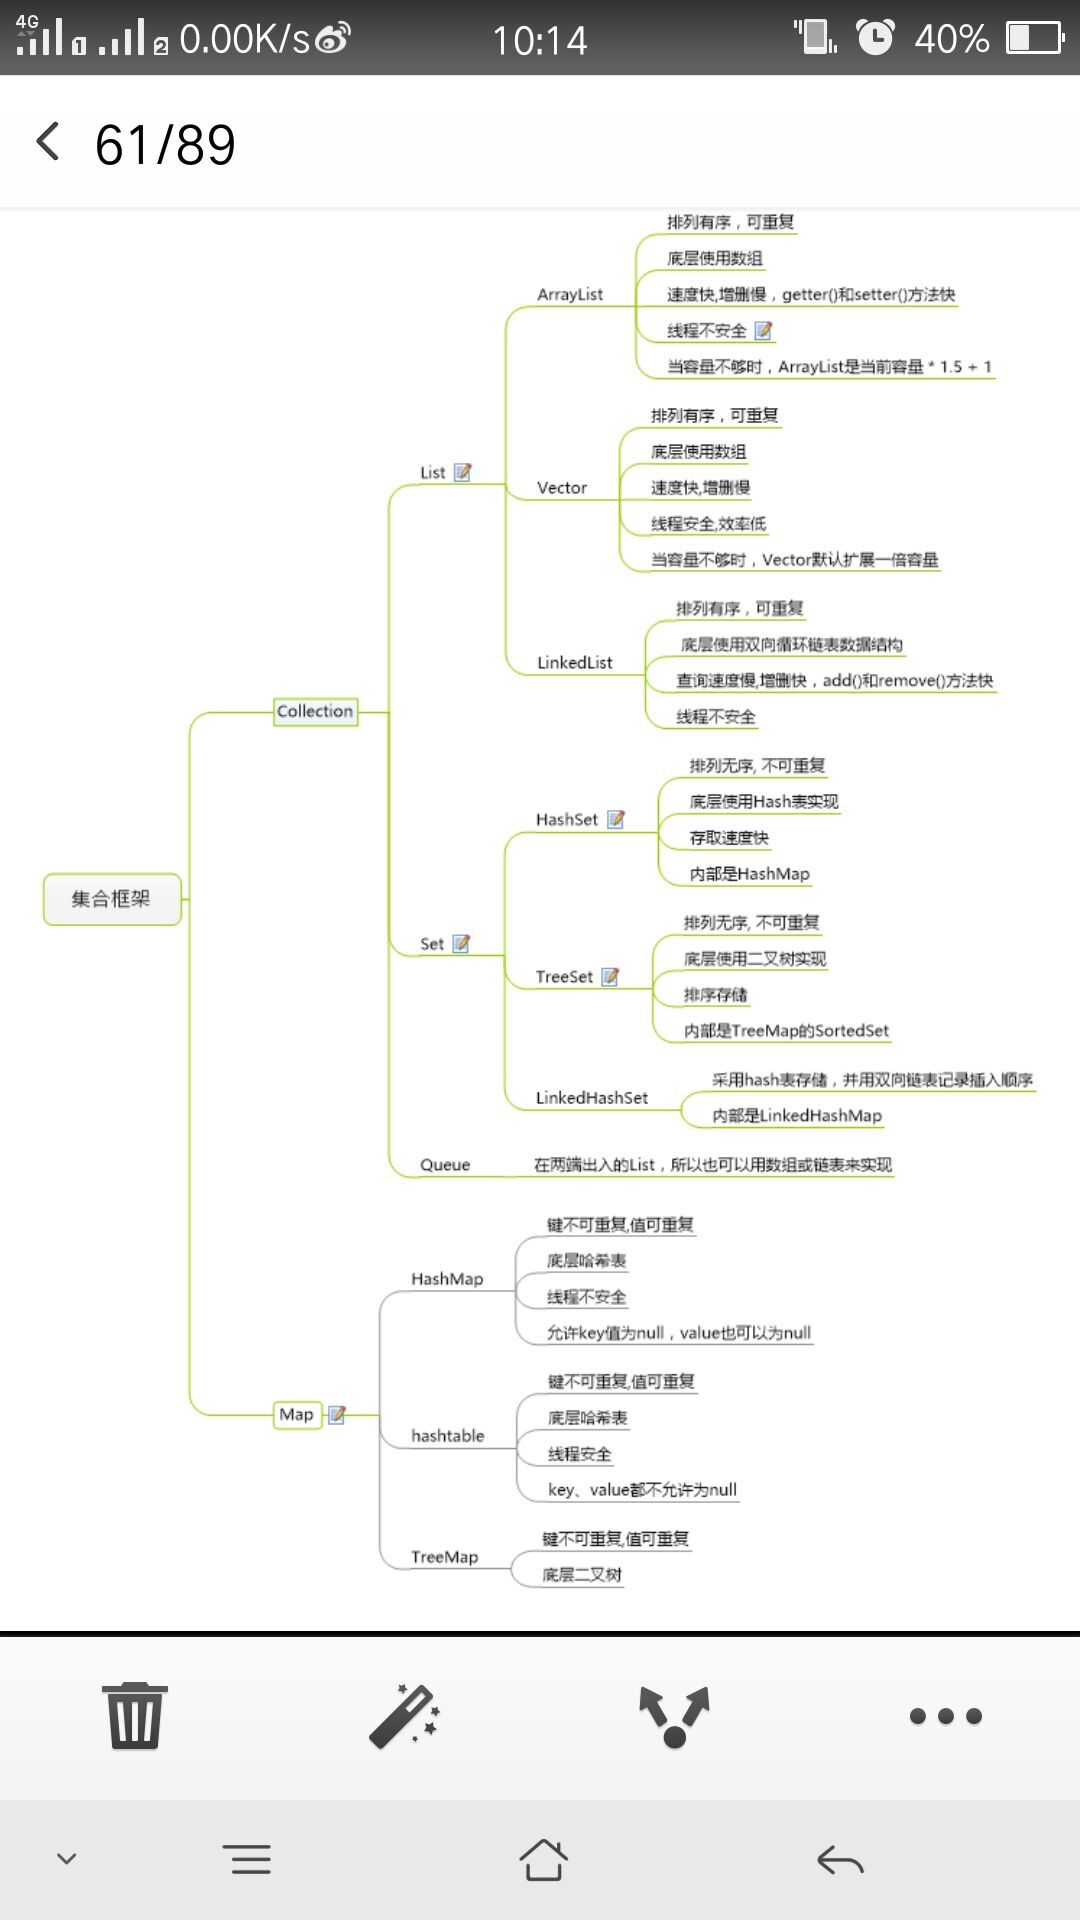 4G 1 2 0.00K/s 10:14 40%
61/89
集合框架
Collection
List
ArrayList
排列有序，可重复
底层使用数组
速度快,增删慢，getter()和setter()方法快
线程不安全
当容量不够时，ArrayList是当前容量 * 1.5 + 1
Vector
排列有序，可重复
底层使用数组
速度快,增删慢
线程安全,效率低
当容量不够时，Vector默认扩展一倍容量
LinkedList
排列有序，可重复
底层使用双向循环链表数据结构
查询速度慢,增删快，add()和remove()方法快
线程不安全
Set
HashSet
排列无序, 不可重复
底层使用Hash表实现
存取速度快
内部是HashMap
TreeSet
排列无序, 不可重复
底层使用二叉树实现
排序存储
内部是TreeMap的SortedSet
LinkedHashSet
采用hash表存储，并用双向链表记录插入顺序
内部是LinkedHashMap
Queue
在两端出入的List，所以也可以用数组或链表来实现
Map
HashMap
键不可重复,值可重复
底层哈希表
线程不安全
允许key值为null，value也可以为null
hashtable
键不可重复,值可重复
底层哈希表
线程安全
key、value都不允许为null
TreeMap
键不可重复,值可重复
底层二叉树